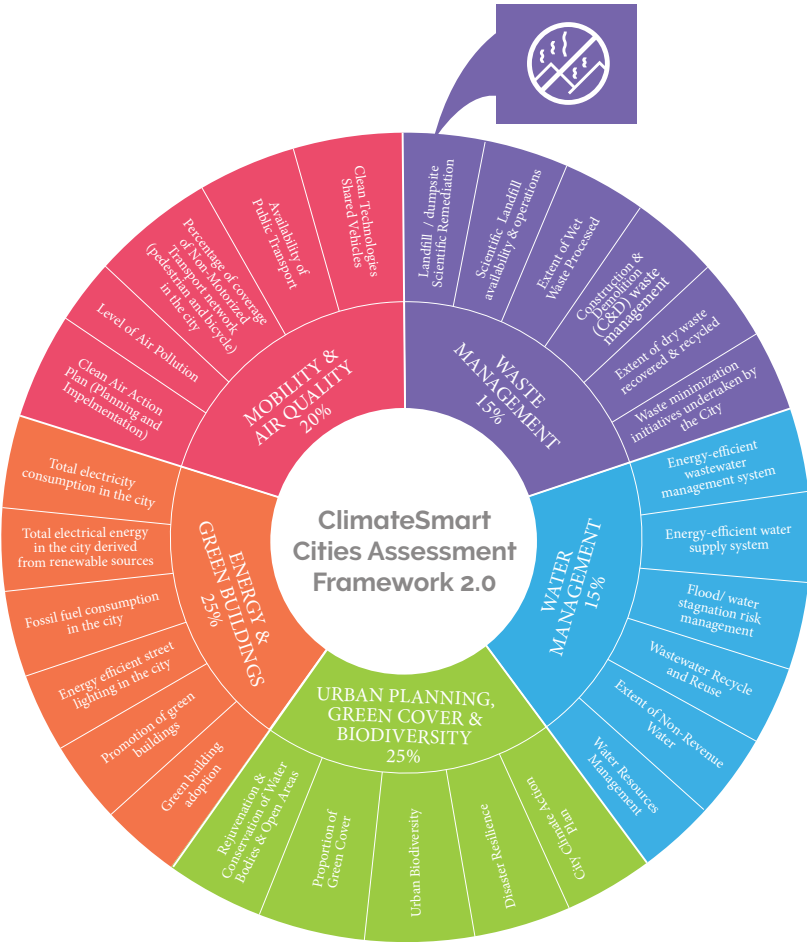 ClimateSmart
Cities Assessment
Framework 2.0
WASTE
MANAGEMENT
15%
Landfill / dumpsite
Scientific Remediation
Scientific Landfill
availability & operations
Extent of Wet
Waste Processed
Construction &
Demolition
(C&D) waste
management
Extent of dry waste
recovered & recycled
Waste minimization
initiatives undertaken by
the City
WATER
MANAGEMENT
15%
Energy-efficient
wastewater
management system
Energy-efficient water
supply system
Flood/ water
stagnation risk
management
Wastewater Recycle
and Reuse
Extent of Non-Revenue
Water
Water Resources
Management
URBAN PLANNING,
GREEN COVER &
BIODIVERSITY
25%
City Climate Action
Plan
Disaster Resilience
Urban Biodiversity
Proportion of
Green Cover
Rejuvenation &
Conservation of Water
Bodies & Open Areas
ENERGY &
GREEN BUILDINGS
25%
Green building
adoption
Promotion of green
buildings
Energy efficient street
lighting in the city
Fossil fuel consumption
in the city
Total electrical energy
in the city derived
from renewable sources
Total electricity
consumption in the city
MOBILITY &
AIR QUALITY
20%
Clean Air Action
Plan (Planning and
Impelmentation)
Level of Air Pollution
Percentage of coverage
of Non-Motorized
Transport network
(pedestrian and bicycle)
in the city
Availability of
Public Transport
Clean Technologies
Shared Vehicles